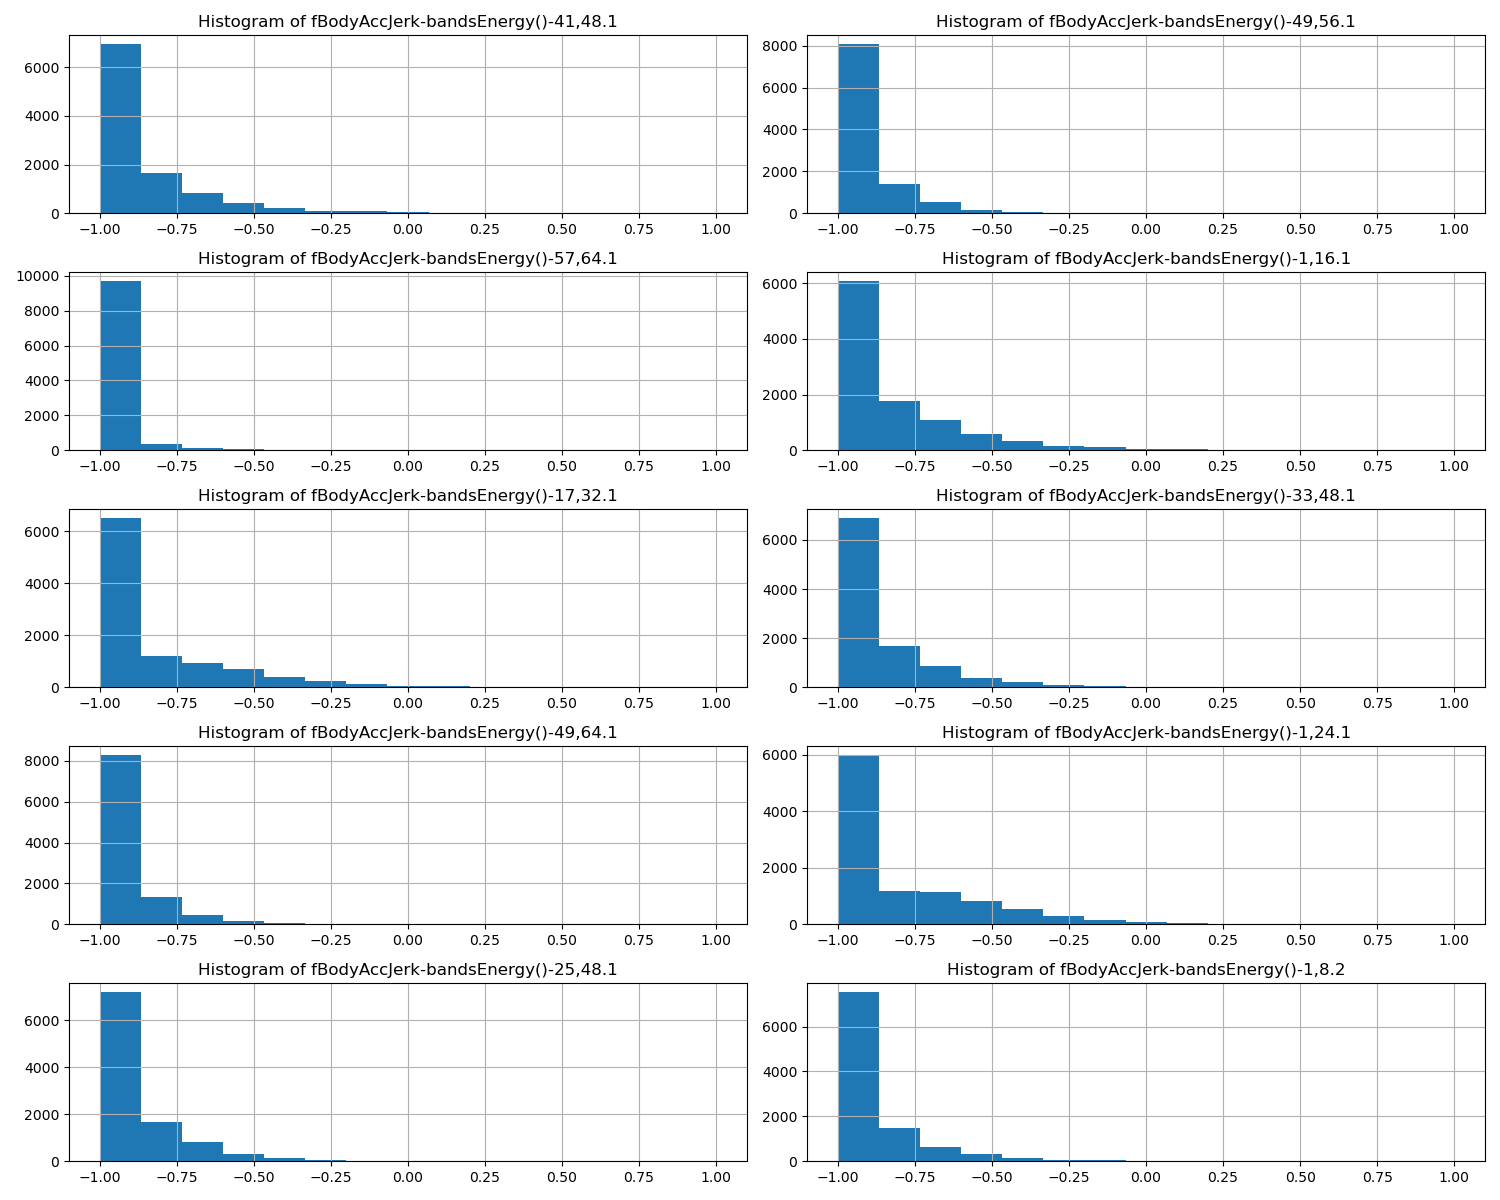 Histogram of fBodyAccJerk-bandsEnergy()-41,48.1
6000
4000
2000
0
−1.00 −0.75 −0.50 −0.25 0.00 0.25 0.50 0.75 1.00
Histogram of fBodyAccJerk-bandsEnergy()-49,56.1
8000
6000
4000
2000
0
−1.00 −0.75 −0.50 −0.25 0.00 0.25 0.50 0.75 1.00
Histogram of fBodyAccJerk-bandsEnergy()-57,64.1
10000
8000
6000
4000
2000
0
−1.00 −0.75 −0.50 −0.25 0.00 0.25 0.50 0.75 1.00
Histogram of fBodyAccJerk-bandsEnergy()-1,16.1
6000
4000
2000
0
−1.00 −0.75 −0.50 −0.25 0.00 0.25 0.50 0.75 1.00
Histogram of fBodyAccJerk-bandsEnergy()-17,32.1
6000
4000
2000
0
−1.00 −0.75 −0.50 −0.25 0.00 0.25 0.50 0.75 1.00
Histogram of fBodyAccJerk-bandsEnergy()-33,48.1
6000
4000
2000
0
−1.00 −0.75 −0.50 −0.25 0.00 0.25 0.50 0.75 1.00
Histogram of fBodyAccJerk-bandsEnergy()-49,64.1
8000
6000
4000
2000
0
−1.00 −0.75 −0.50 −0.25 0.00 0.25 0.50 0.75 1.00
Histogram of fBodyAccJerk-bandsEnergy()-1,24.1
6000
4000
2000
0
−1.00 −0.75 −0.50 −0.25 0.00 0.25 0.50 0.75 1.00
Histogram of fBodyAccJerk-bandsEnergy()-25,48.1
6000
4000
2000
0
−1.00 −0.75 −0.50 −0.25 0.00 0.25 0.50 0.75 1.00
Histogram of fBodyAccJerk-bandsEnergy()-1,8.2
6000
4000
2000
0
−1.00 −0.75 −0.50 −0.25 0.00 0.25 0.50 0.75 1.00